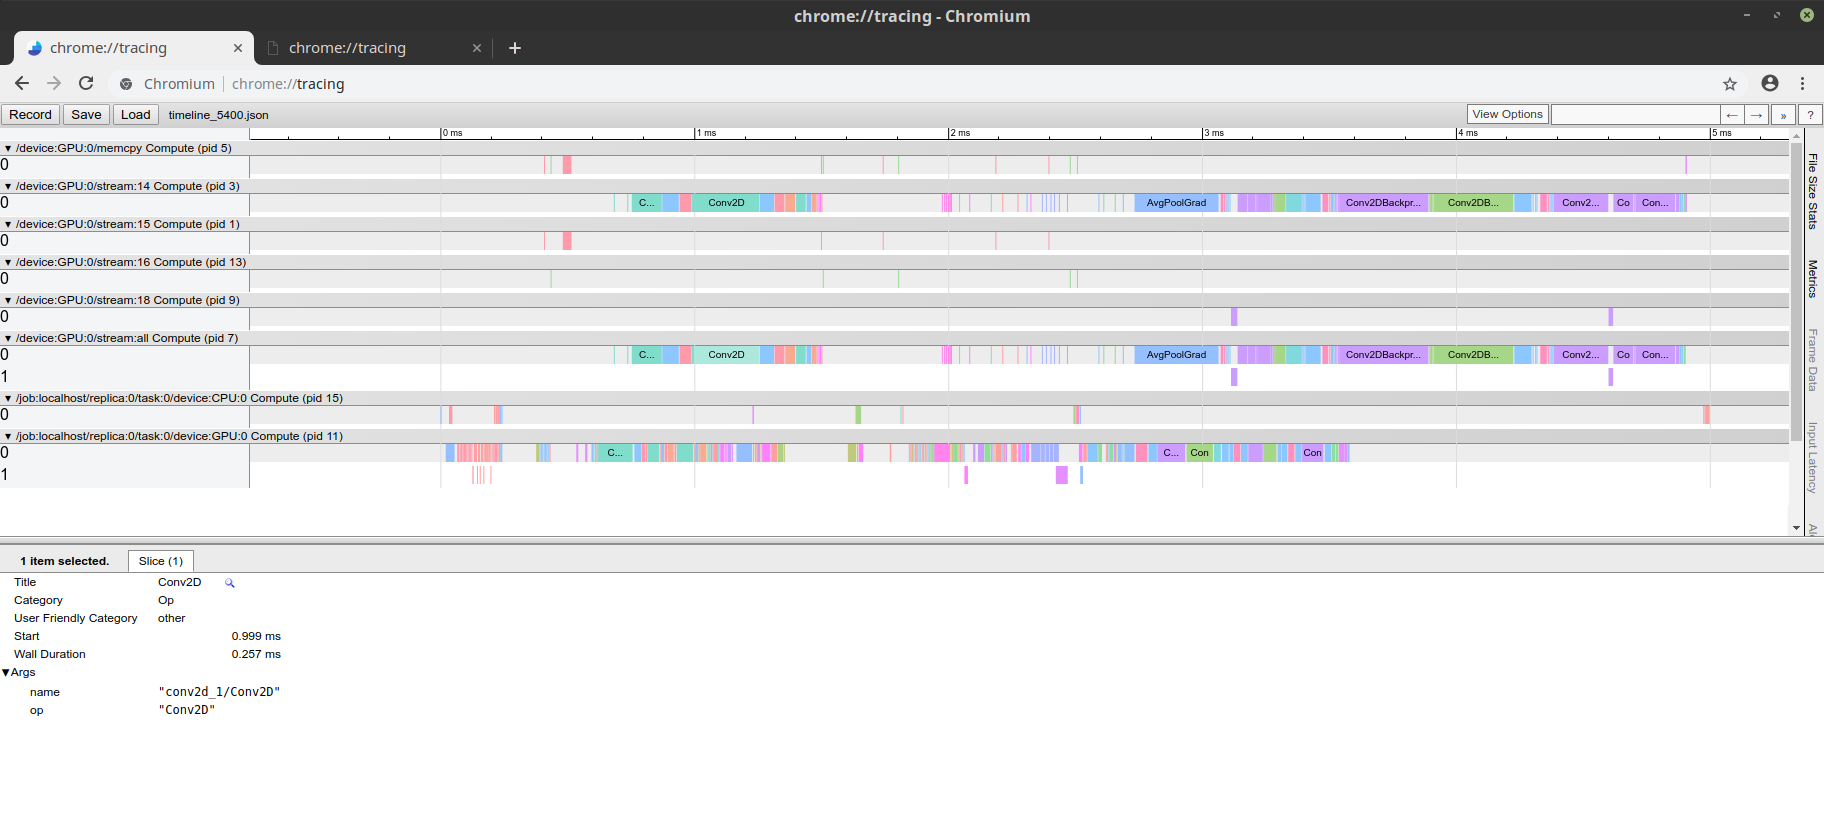 chrome://tracing - Chromium
chrome://tracing
chrome://tracing
Chromium | chrome://tracing
Record Save Load timeline_5400.json View Options ← → » ?
0 ms 1 ms 2 ms 3 ms 4 ms 5 ms
▼ /device:GPU:0/memcpy Compute (pid 5)
0
▼ /device:GPU:0/stream:14 Compute (pid 3)
0 C... Conv2D AvgPoolGrad Conv2DBackpr... Conv2DB... Conv2... Co Con...
▼ /device:GPU:0/stream:15 Compute (pid 1)
0
▼ /device:GPU:0/stream:16 Compute (pid 13)
0
▼ /device:GPU:0/stream:18 Compute (pid 9)
0
▼ /device:GPU:0/stream:all Compute (pid 7)
0 C... Conv2D AvgPoolGrad Conv2DBackpr... Conv2DB... Conv2... Co Con...
1
▼ /job:localhost/replica:0/task:0/device:CPU:0 Compute (pid 15)
0
▼ /job:localhost/replica:0/task:0/device:GPU:0 Compute (pid 11)
0 C... C... Con Con
1
File Size Stats
Metrics
Frame Data
Input Latency
Al
1 item selected. Slice (1)
Title Conv2D
Category Op
User Friendly Category other
Start 0.999 ms
Wall Duration 0.257 ms
▼Args
name "conv2d_1/Conv2D"
op "Conv2D"